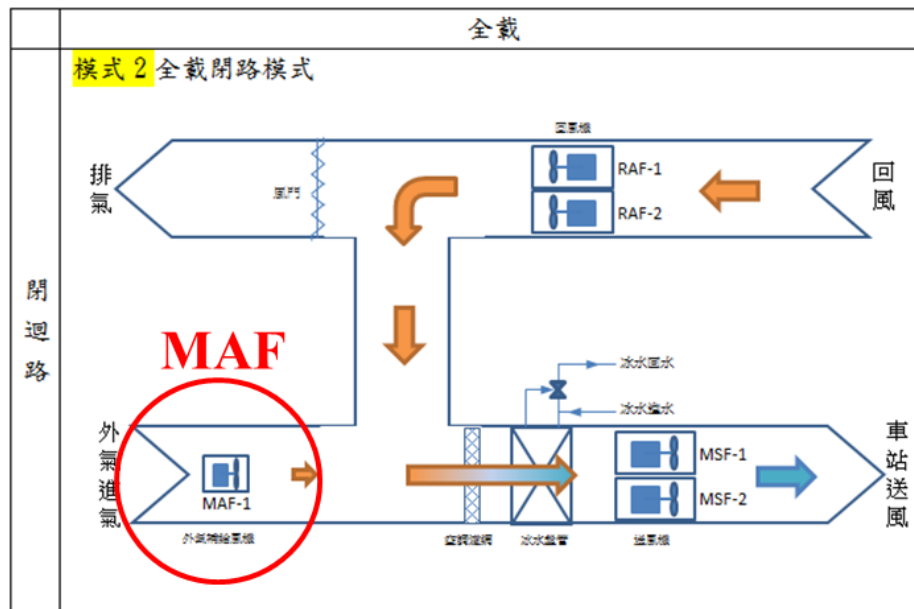 全載
模式 2 全載閉路模式
閉迴路
排氣
風門
回風機
RAF-1
RAF-2
回風
MAF
外氣進氣
MAF-1
外氣補給風機
冰水回水
冰水進水
空調濾網
冰水盤管
MSF-1
MSF-2
送風機
車站送風